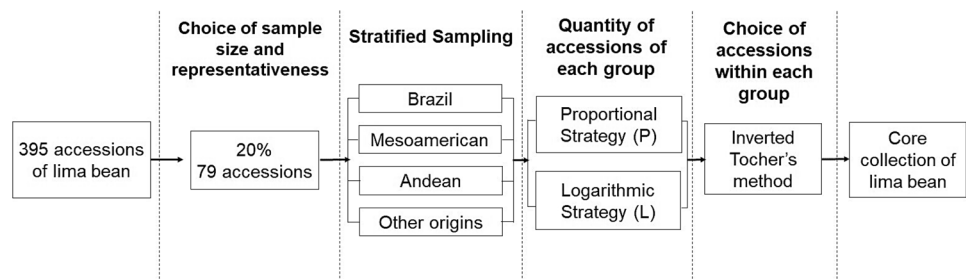 395 accessions
of lima bean
Choice of sample
size and
representativeness
20%
79 accessions
Stratified Sampling
Brazil
Mesoamerican
Andean
Other origins
Quantity of
accessions of
each group
Proportional
Strategy (P)
Logarithmic
Strategy (L)
Choice of
accessions
within each
group
Inverted
Tocher's
method
Core
collection of
lima bean